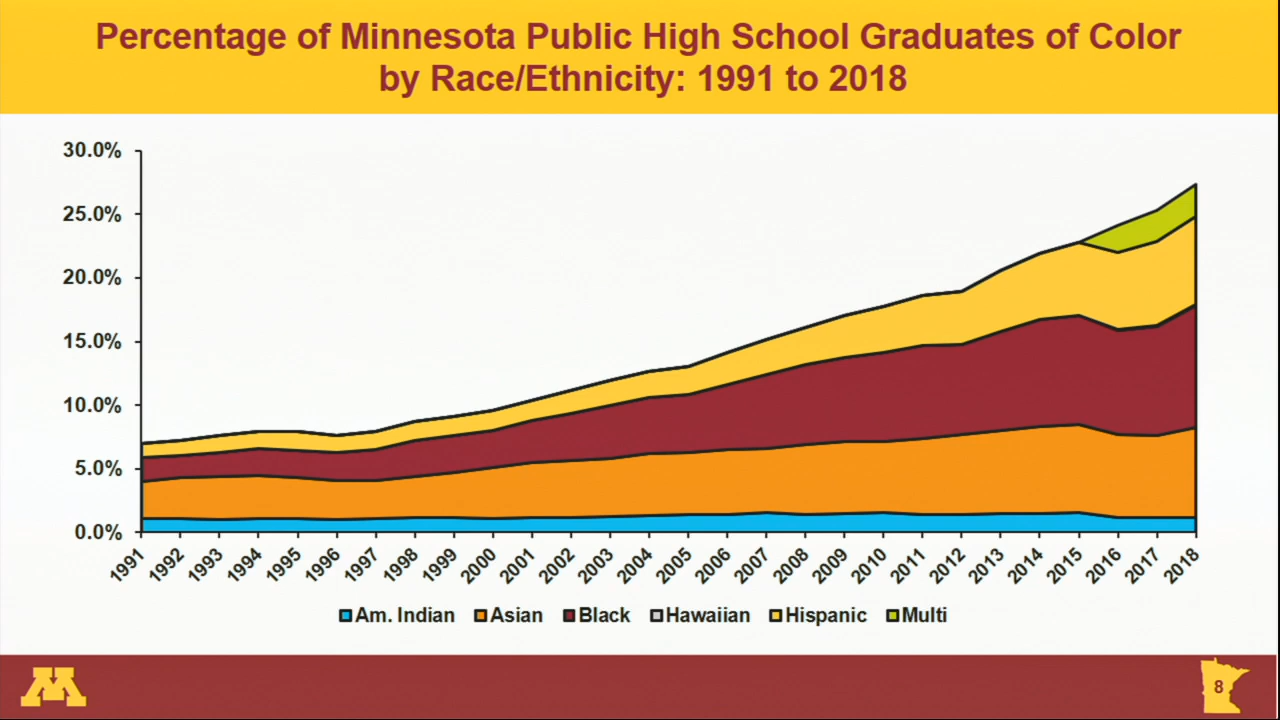 Percentage of Minnesota Public High School Graduates of Color
by Race/Ethnicity: 1991 to 2018
30.0%
25.0%
20.0%
15.0%
10.0%
5.0%
0.0%
1991 1992 1993 1994 1995 1996 1997 1998 1999 2000 2001 2002 2003 2004 2005 2006 2007 2008 2009 2010 2011 2012 2013 2014 2015 2016 2017 2018
Am. Indian Asian Black Hawaiian Hispanic Multi
M 8